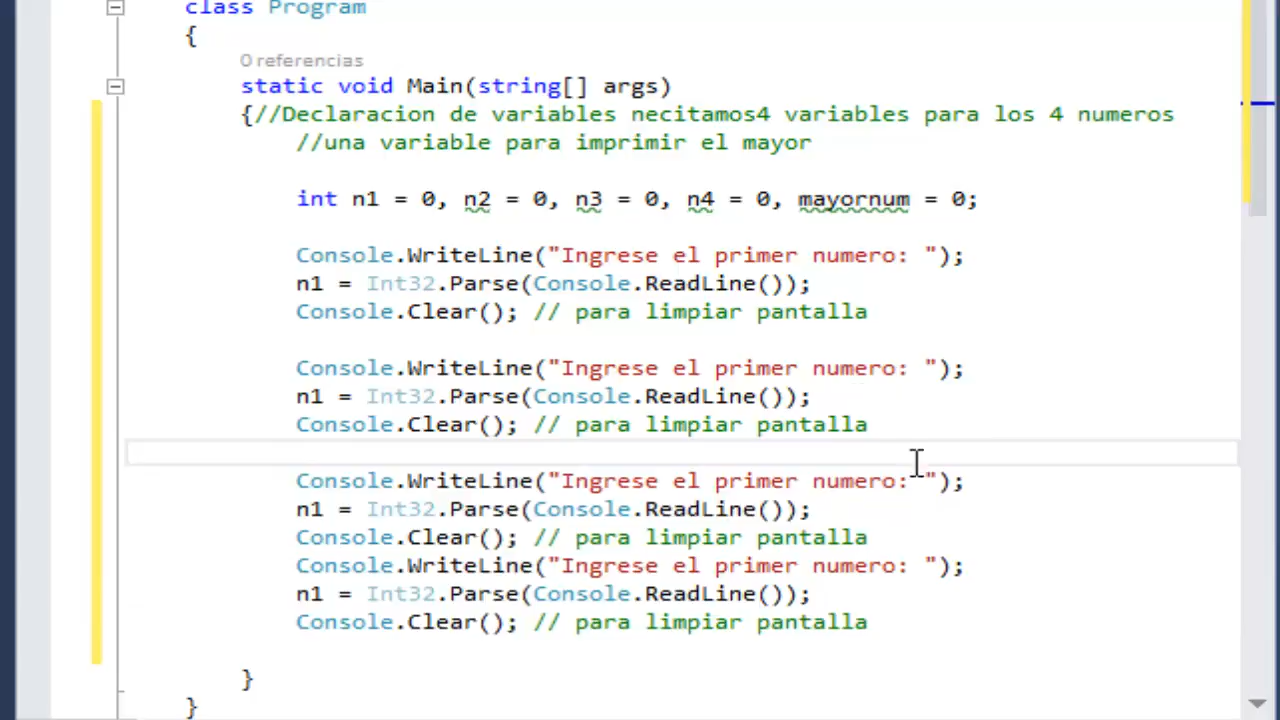 class Program
{
0 referencias
static void Main(string[] args)
{//Declaracion de variables necitamos4 variables para los 4 numeros
//una variable para imprimir el mayor
int n1 = 0, n2 = 0, n3 = 0, n4 = 0, mayornum = 0;
Console.WriteLine("Ingrese el primer numero: ");
n1 = Int32.Parse(Console.ReadLine());
Console.Clear(); // para limpiar pantalla
Console.WriteLine("Ingrese el primer numero: ");
n1 = Int32.Parse(Console.ReadLine());
Console.Clear(); // para limpiar pantalla
Console.WriteLine("Ingrese el primer numero: ");
n1 = Int32.Parse(Console.ReadLine());
Console.Clear(); // para limpiar pantalla
Console.WriteLine("Ingrese el primer numero: ");
n1 = Int32.Parse(Console.ReadLine());
Console.Clear(); // para limpiar pantalla
}
}